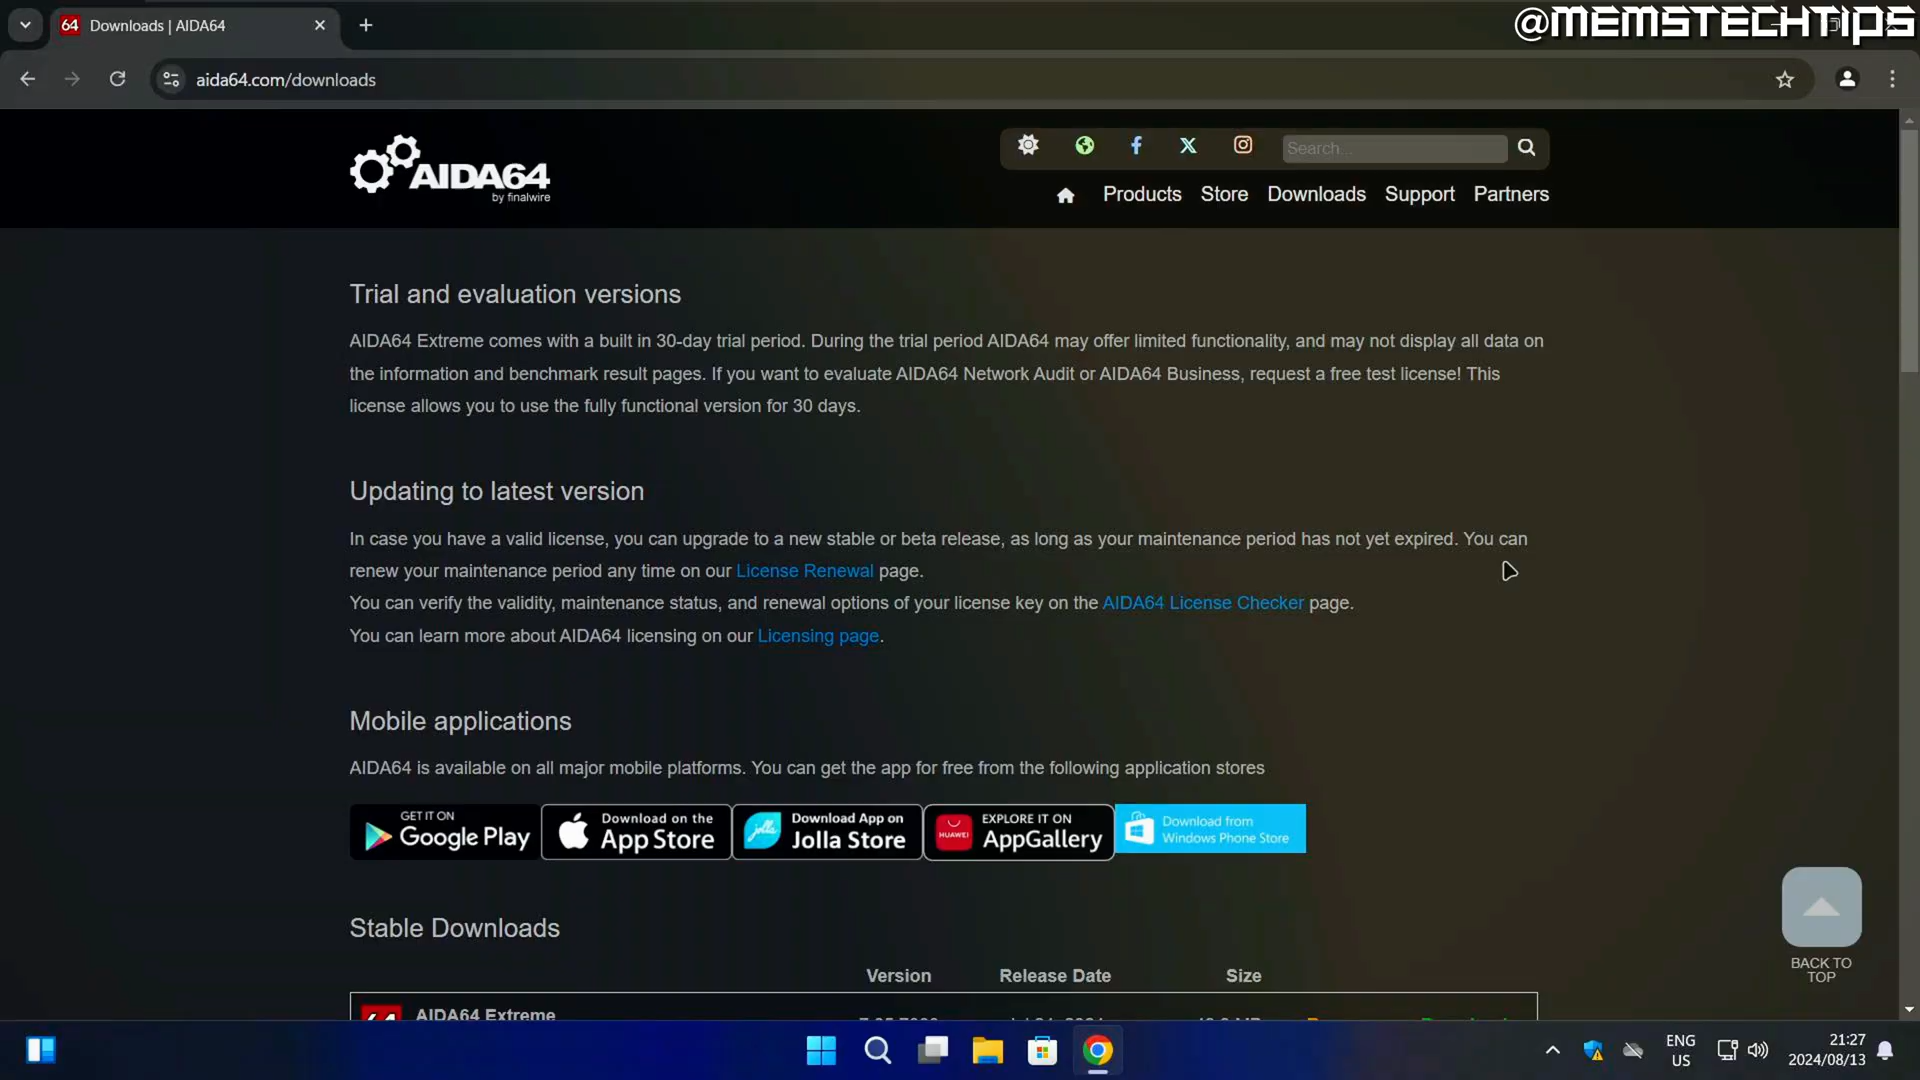 @MEMSTECHTIPS
64 Downloads | AIDA64
aida64.com/downloads
AIDA64
by finalwire
Search...
Products Store Downloads Support Partners
Trial and evaluation versions
AIDA64 Extreme comes with a built in 30-day trial period. During the trial period AIDA64 may offer limited functionality, and may not display all data on
the information and benchmark result pages. If you want to evaluate AIDA64 Network Audit or AIDA64 Business, request a free test license! This
license allows you to use the fully functional version for 30 days.
Updating to latest version
In case you have a valid license, you can upgrade to a new stable or beta release, as long as your maintenance period has not yet expired. You can
renew your maintenance period any time on our License Renewal page.
You can verify the validity, maintenance status, and renewal options of your license key on the AIDA64 License Checker page.
You can learn more about AIDA64 licensing on our Licensing page.
Mobile applications
AIDA64 is available on all major mobile platforms. You can get the app for free from the following application stores
GET IT ON
Google Play
Download on the
App Store
jolla
Download App on
Jolla Store
HUAWEI
EXPLORE IT ON
AppGallery
Download from
Windows Phone Store
Stable Downloads
Version Release Date Size
AIDA64 Extreme
BACK TO
TOP
ENG
US
21:27
2024/08/13